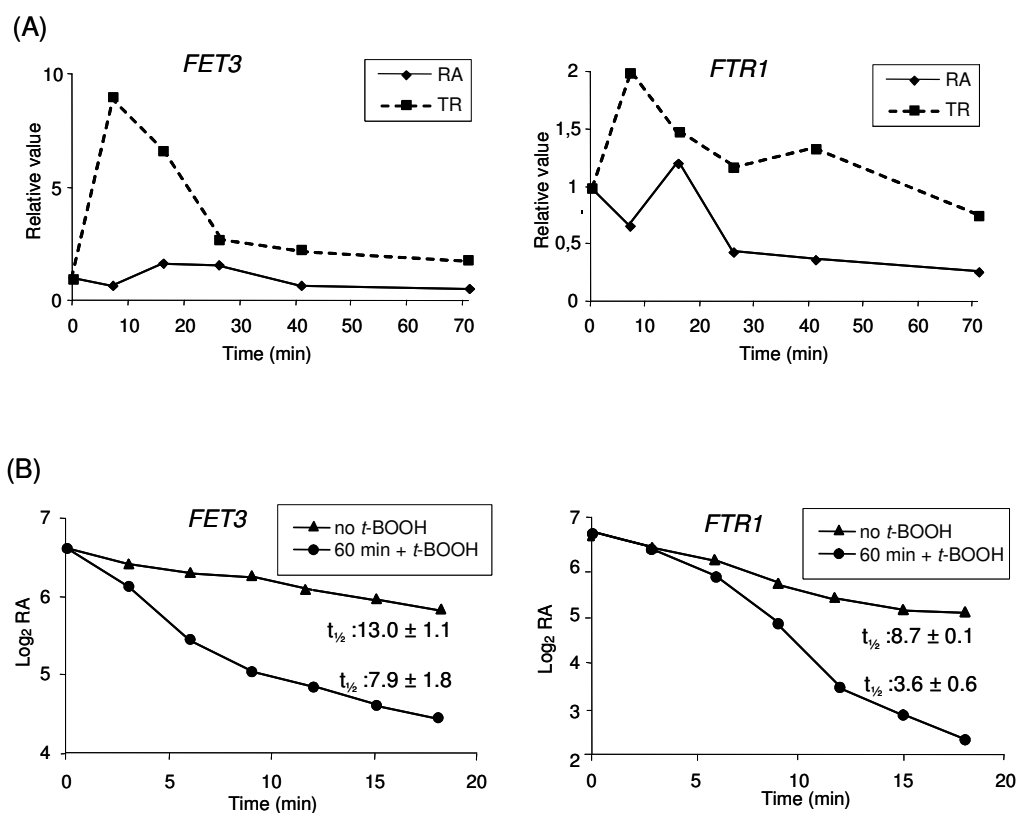 (A)
FET3
RA
TR
Relative value
10
5
0
0 10 20 30 40 50 60 70
Time (min)
FTR1
RA
TR
Relative value
2
1,5
1
0,5
0
0 10 20 30 40 50 60 70
Time (min)
(B)
FET3
no t-BOOH
60 min + t-BOOH
Log₂ RA
7
6
5
4
t½ :13.0 ± 1.1
t½ :7.9 ± 1.8
0 5 10 15 20
Time (min)
FTR1
no t-BOOH
60 min + t-BOOH
Log₂ RA
7
6
5
4
3
2
t½ :8.7 ± 0.1
t½ :3.6 ± 0.6
0 5 10 15 20
Time (min)